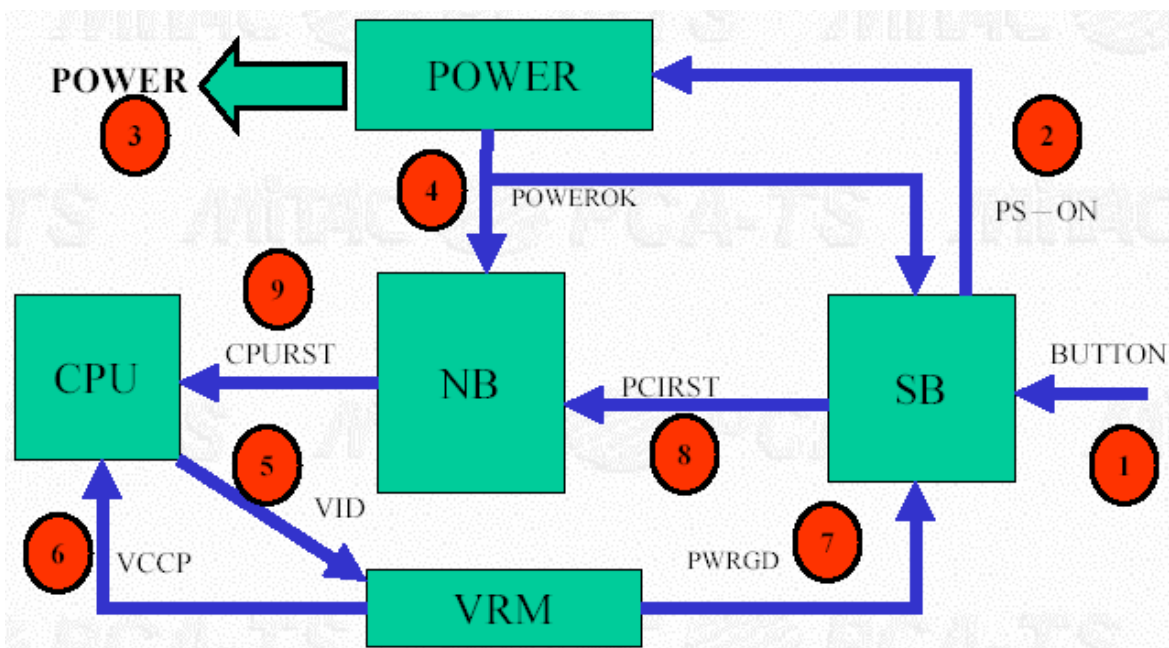 POWER
POWER
3
2
4
POWEROK
PS-ON
9
CPURST
CPU
NB
PCIRST
SB
BUTTON
8
1
5
VID
6
VCCP
7
PWRGD
VRM